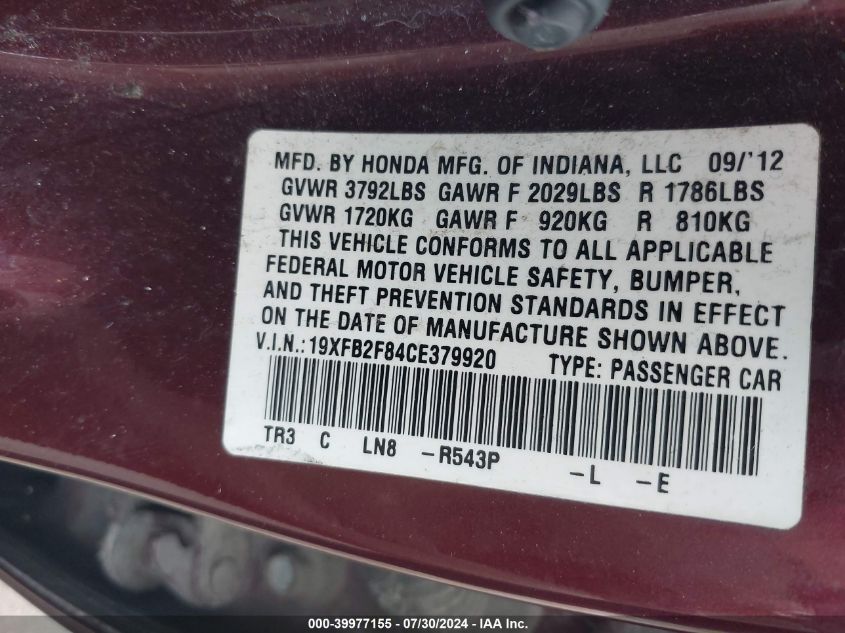 MFD. BY HONDA MFG. OF INDIANA, LLC 09/'12
GVWR 3792LBS GAWR F 2029LBS R 1786LBS
GVWR 1720KG GAWR F 920KG R 810KG
THIS VEHICLE CONFORMS TO ALL APPLICABLE
FEDERAL MOTOR VEHICLE SAFETY, BUMPER,
AND THEFT PREVENTION STANDARDS IN EFFECT
ON THE DATE OF MANUFACTURE SHOWN ABOVE.
V.I.N.:19XFB2F84CE379920 TYPE: PASSENGER CAR
TR3 C LN8 -R543P -L -E
000-39977155 / 07/30/2024 / IAA Inc.